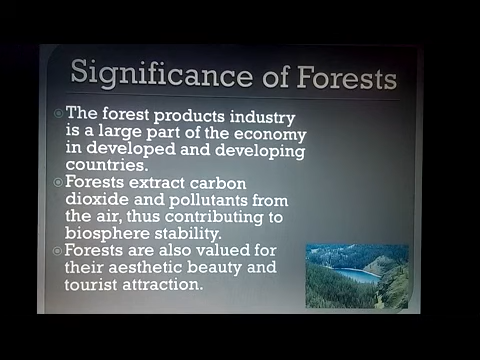 Significance of Forests
The forest products industry
is a large part of the economy
in developed and developing
countries.
Forests extract carbon
dioxide and pollutants from
the air, thus contributing to
biosphere stability.
Forests are also valued for
their aesthetic beauty and
tourist attraction.